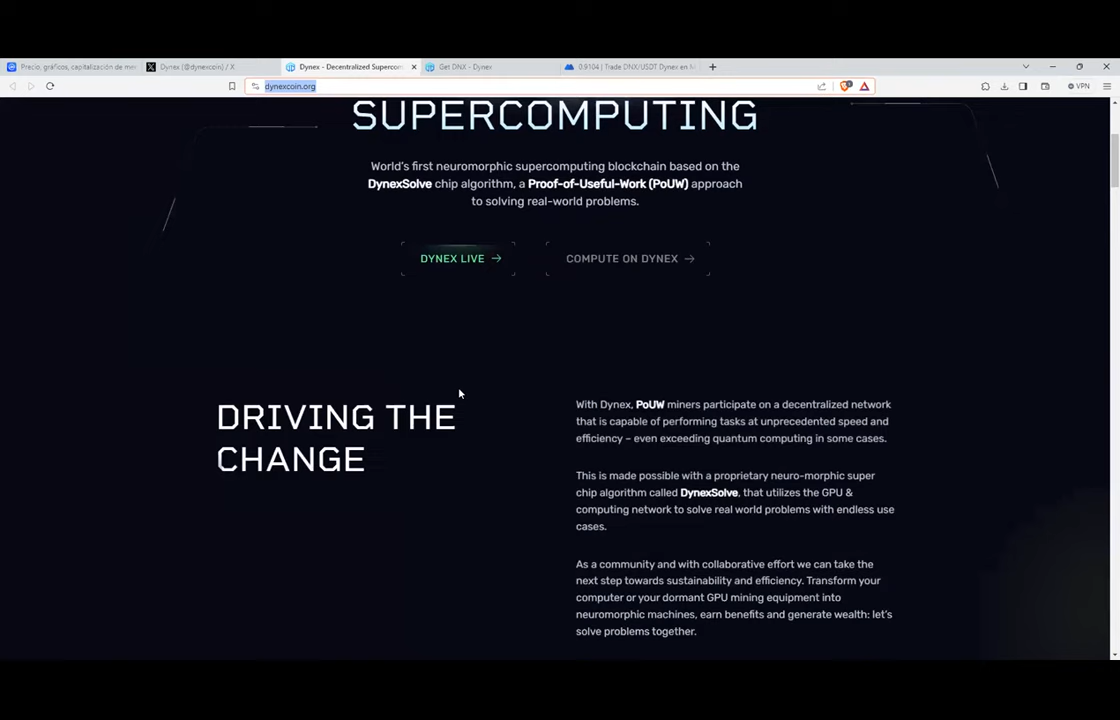 Precio, gráficos, capitalización de me
Dynex (@dynexcoin) / X
Dynex - Decentralized Supercom
Get DNX - Dynex
0.9104 | Trade DNX/USDT Dynex en M
dynexcoin.org
VPN
SUPERCOMPUTING
World's first neuromorphic supercomputing blockchain based on the
DynexSolve chip algorithm, a Proof-of-Useful-Work (PoUW) approach
to solving real-world problems.
DYNEX LIVE →
COMPUTE ON DYNEX →
DRIVING THE
CHANGE
With Dynex, PoUW miners participate on a decentralized network
that is capable of performing tasks at unprecedented speed and
efficiency – even exceeding quantum computing in some cases.
This is made possible with a proprietary neuro-morphic super
chip algorithm called DynexSolve, that utilizes the GPU &
computing network to solve real world problems with endless use
cases.
As a community and with collaborative effort we can take the
next step towards sustainability and efficiency. Transform your
computer or your dormant GPU mining equipment into
neuromorphic machines, earn benefits and generate wealth: let's
solve problems together.